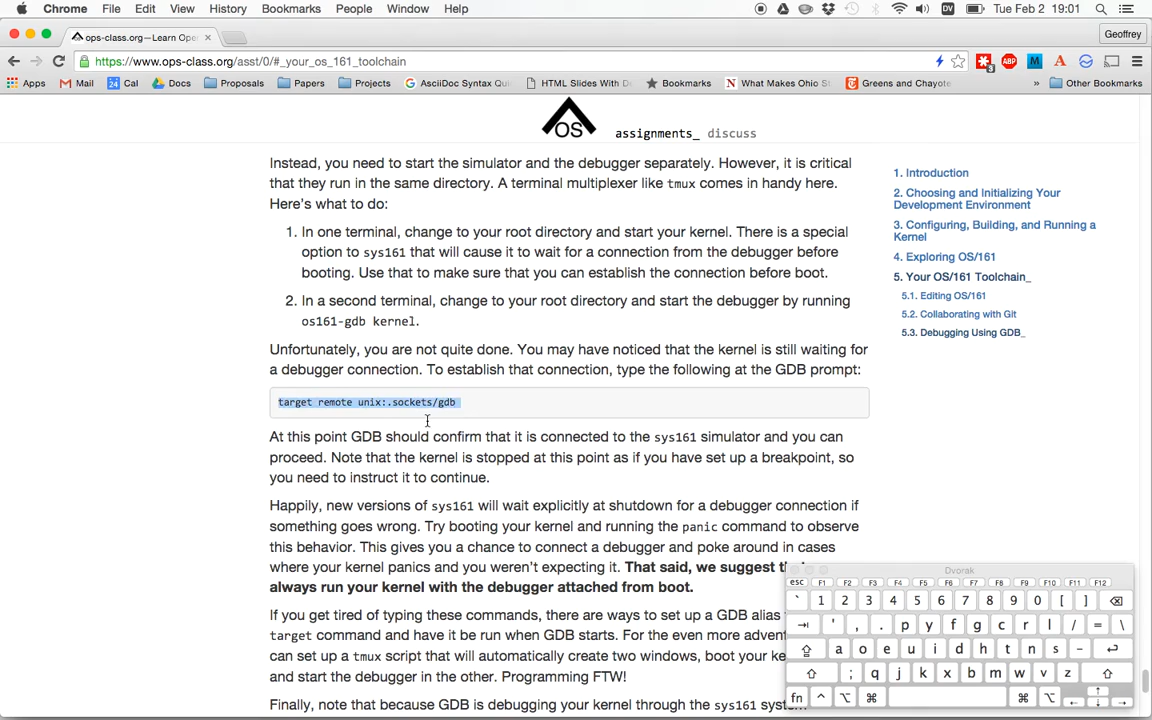 Chrome File Edit View History Bookmarks People Window Help DV Tue Feb 2 19:01
ops-class.org—Learn Ope × Geoffrey
https://www.ops-class.org/asst/0/#_your_os_161_toolchain
Apps Mail 24 Cal Docs Proposals Papers Projects AsciiDoc Syntax Qui HTML Slides With D Bookmarks N What Makes Ohio St Greens and Chayote » Other Bookmarks
OS assignments_ discuss
Instead, you need to start the simulator and the debugger separately. However, it is critical
that they run in the same directory. A terminal multiplexer like tmux comes in handy here.
Here's what to do:
1. In one terminal, change to your root directory and start your kernel. There is a special
option to sys161 that will cause it to wait for a connection from the debugger before
booting. Use that to make sure that you can establish the connection before boot.
2. In a second terminal, change to your root directory and start the debugger by running
os161-gdb kernel.
Unfortunately, you are not quite done. You may have noticed that the kernel is still waiting for
a debugger connection. To establish that connection, type the following at the GDB prompt:
target remote unix:.sockets/gdb
At this point GDB should confirm that it is connected to the sys161 simulator and you can
proceed. Note that the kernel is stopped at this point as if you have set up a breakpoint, so
you need to instruct it to continue.
Happily, new versions of sys161 will wait explicitly at shutdown for a debugger connection if
something goes wrong. Try booting your kernel and running the panic command to observe
this behavior. This gives you a chance to connect a debugger and poke around in cases
where your kernel panics and you weren't expecting it. That said, we suggest th
always run your kernel with the debugger attached from boot.
If you get tired of typing these commands, there are ways to set up a GDB alias
target command and have it be run when GDB starts. For the even more adven
can set up a tmux script that will automatically create two windows, boot your ke
and start the debugger in the other. Programming FTW!
Finally, note that because GDB is debugging your kernel through the sys161 syst
1. Introduction
2. Choosing and Initializing Your
Development Environment
3. Configuring, Building, and Running a
Kernel
4. Exploring OS/161
5. Your OS/161 Toolchain_
5.1. Editing OS/161
5.2. Collaborating with Git
5.3. Debugging Using GDB_
Dvorak
esc F1 F2 F3 F4 F5 F6 F7 F8 F9 F10 F11 F12
` 1 2 3 4 5 6 7 8 9 0 [ ]
' , . p y f g c r l / = \
a o e u i d h t n s -
; q j k x b m w v z
fn ^ ⌥ ⌘ ⌘ ⌥